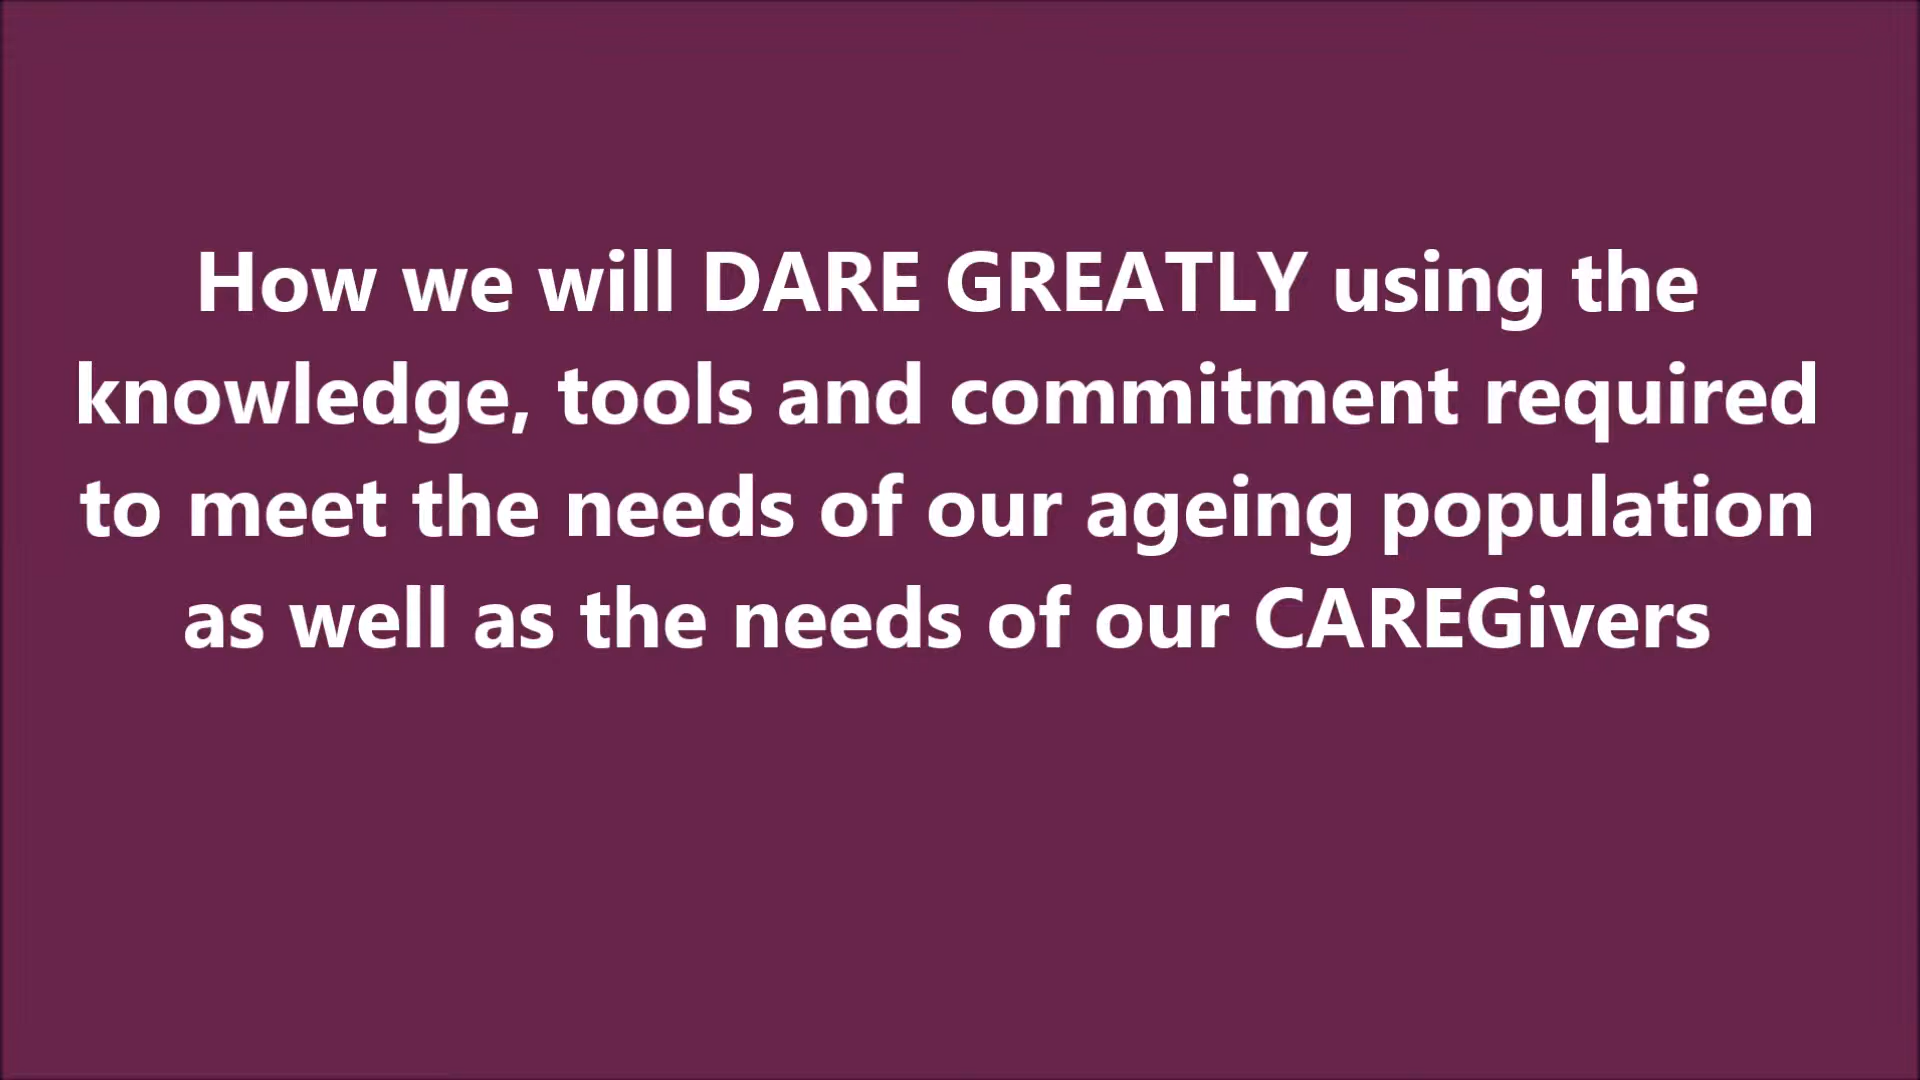 How we will DARE GREATLY using the
knowledge, tools and commitment required
to meet the needs of our ageing population
as well as the needs of our CAREGivers